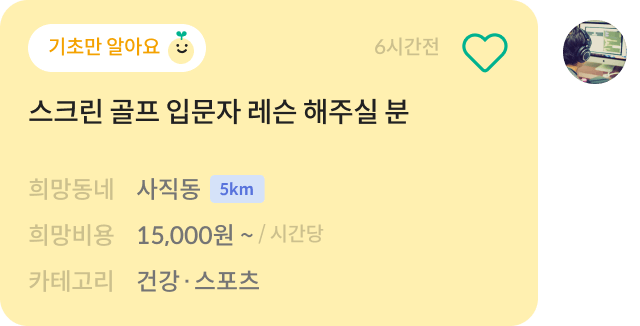 기초만 알아요
6시간전
스크린 골프 입문자 레슨 해주실 분
희망동네 사직동 5km
희망비용 15,000원 ~ / 시간당
카테고리 건강 · 스포츠